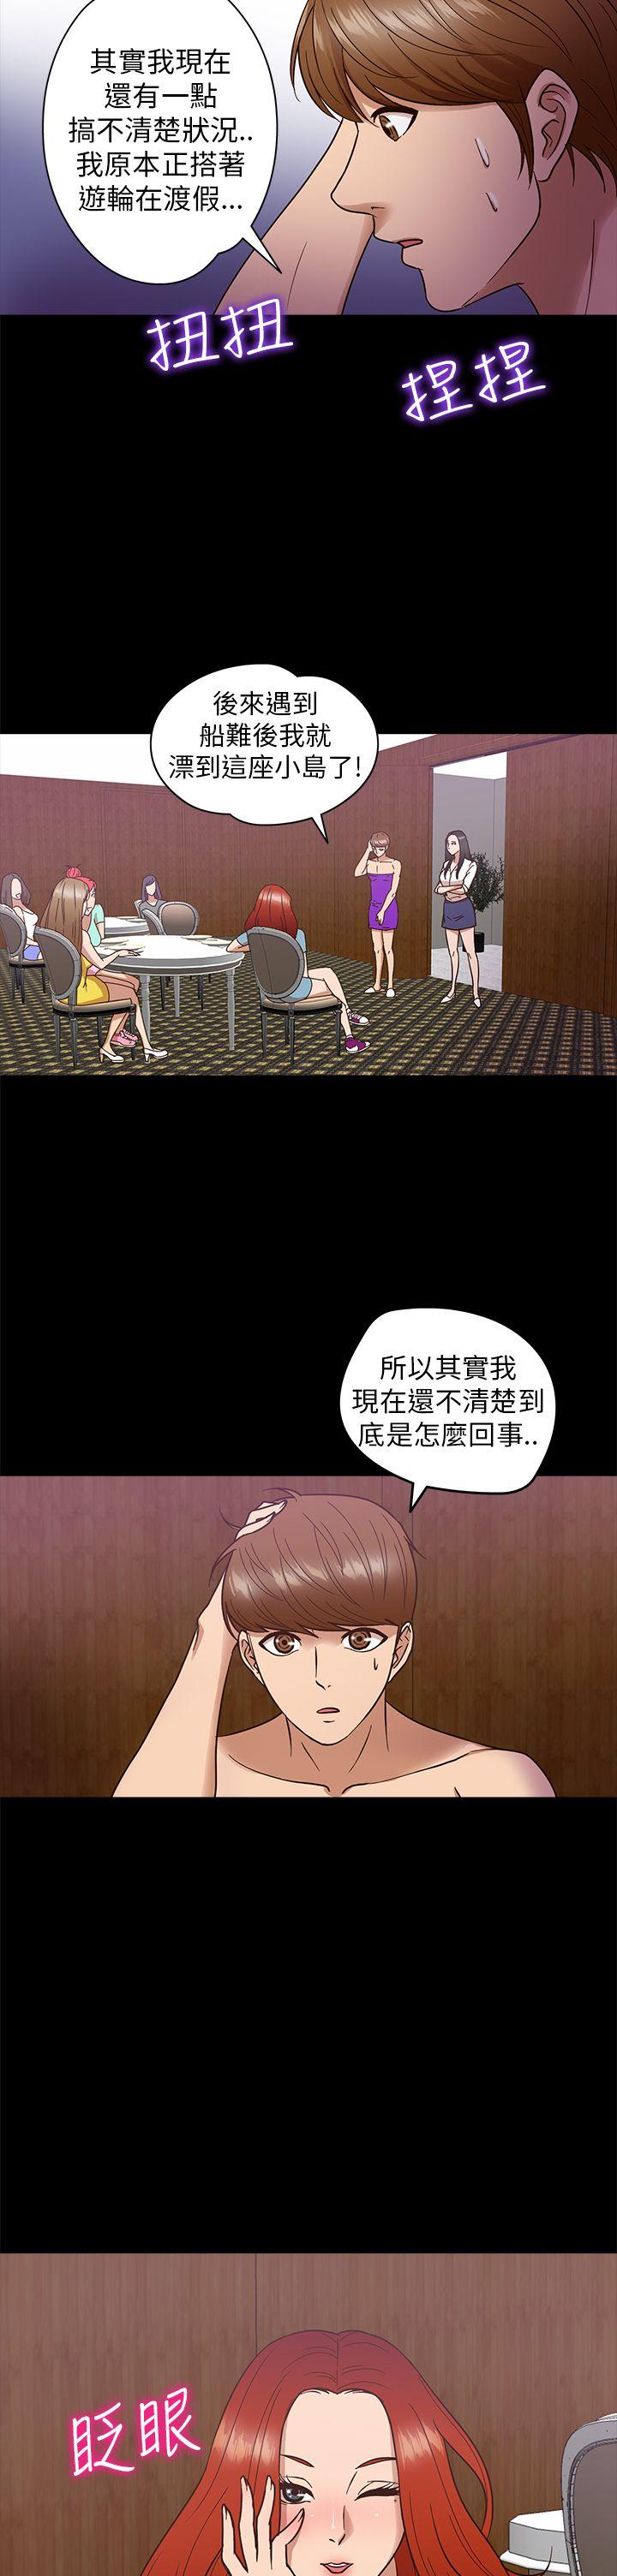 其實我現在
還有一點
搞不清楚狀況..
我原本正搭著
遊輪在渡假...
扭扭
捏捏
後來遇到
船難後我就
漂到這座小島了!
所以其實我
現在還不清楚到
底是怎麼回事..
眨眼